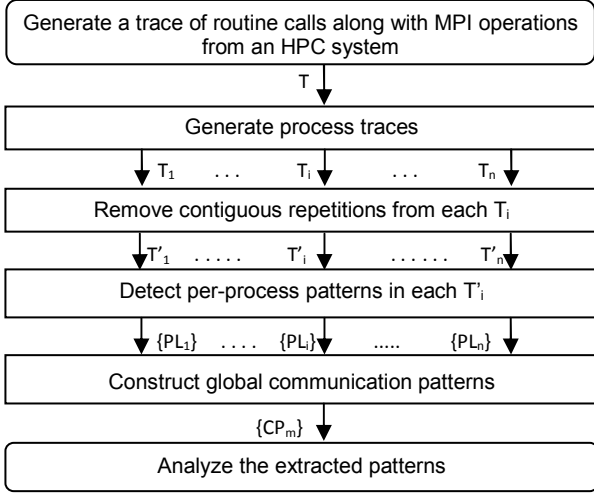 Generate a trace of routine calls along with MPI operations
from an HPC system
T
Generate process traces
T1 . . . Ti . . . Tn
Remove contiguous repetitions from each Ti
T'1 . . . . . T'i . . . . . . T'n
Detect per-process patterns in each T'i
{PL1} . . . . {PLi} ..... {PLn}
Construct global communication patterns
{CPm}
Analyze the extracted patterns